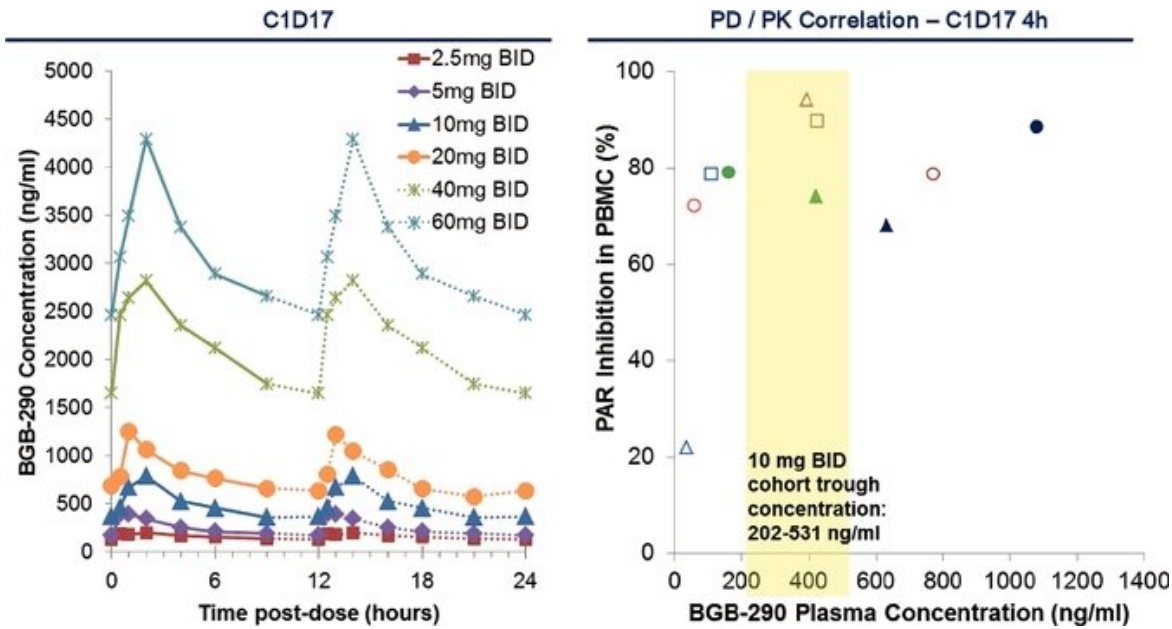 C1D17
BGB-290 Concentration (ng/ml)
5000
4500
4000
3500
3000
2500
2000
1500
1000
500
0
2.5mg BID
5mg BID
10mg BID
20mg BID
40mg BID
60mg BID
0
6
12
18
24
Time post-dose (hours)
PD / PK Correlation – C1D17 4h
PAR Inhibition in PBMC (%)
100
80
60
40
20
0
10 mg BID
cohort trough
concentration:
202-531 ng/ml
0
200
400
600
800
1000
1200
1400
BGB-290 Plasma Concentration (ng/ml)